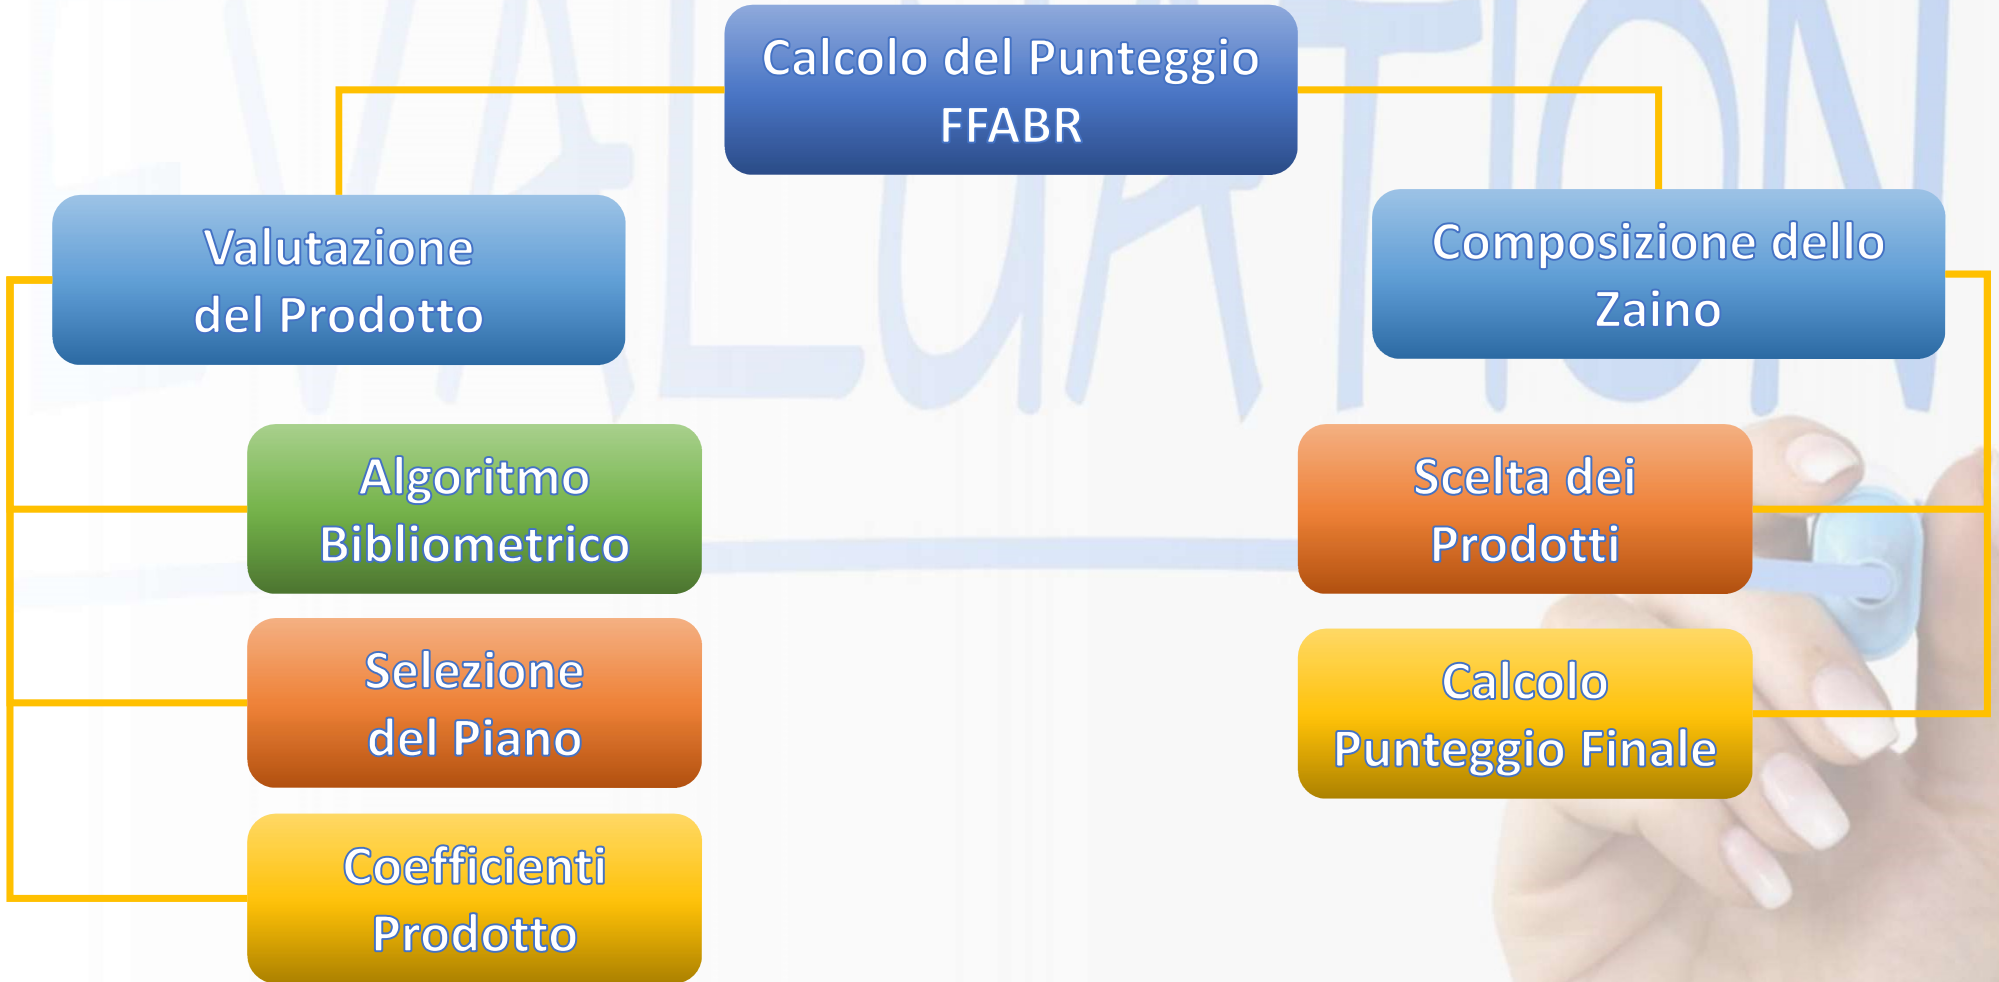 EVALUATION
Calcolo del Punteggio
FFABR
Valutazione
del Prodotto
Composizione dello
Zaino
Algoritmo
Bibliometrico
Scelta dei
Prodotti
Selezione
del Piano
Calcolo
Punteggio Finale
Coefficienti
Prodotto